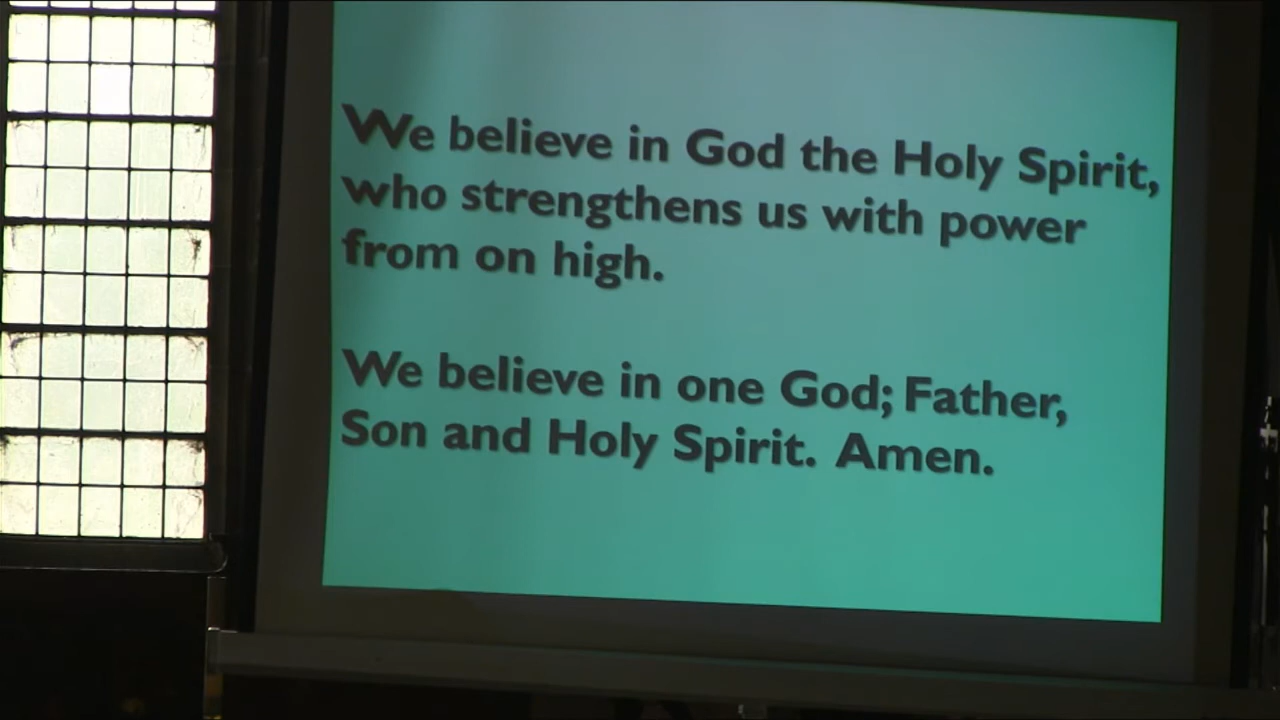 We believe in God the Holy Spirit,
who strengthens us with power
from on high.
We believe in one God; Father,
Son and Holy Spirit. Amen.